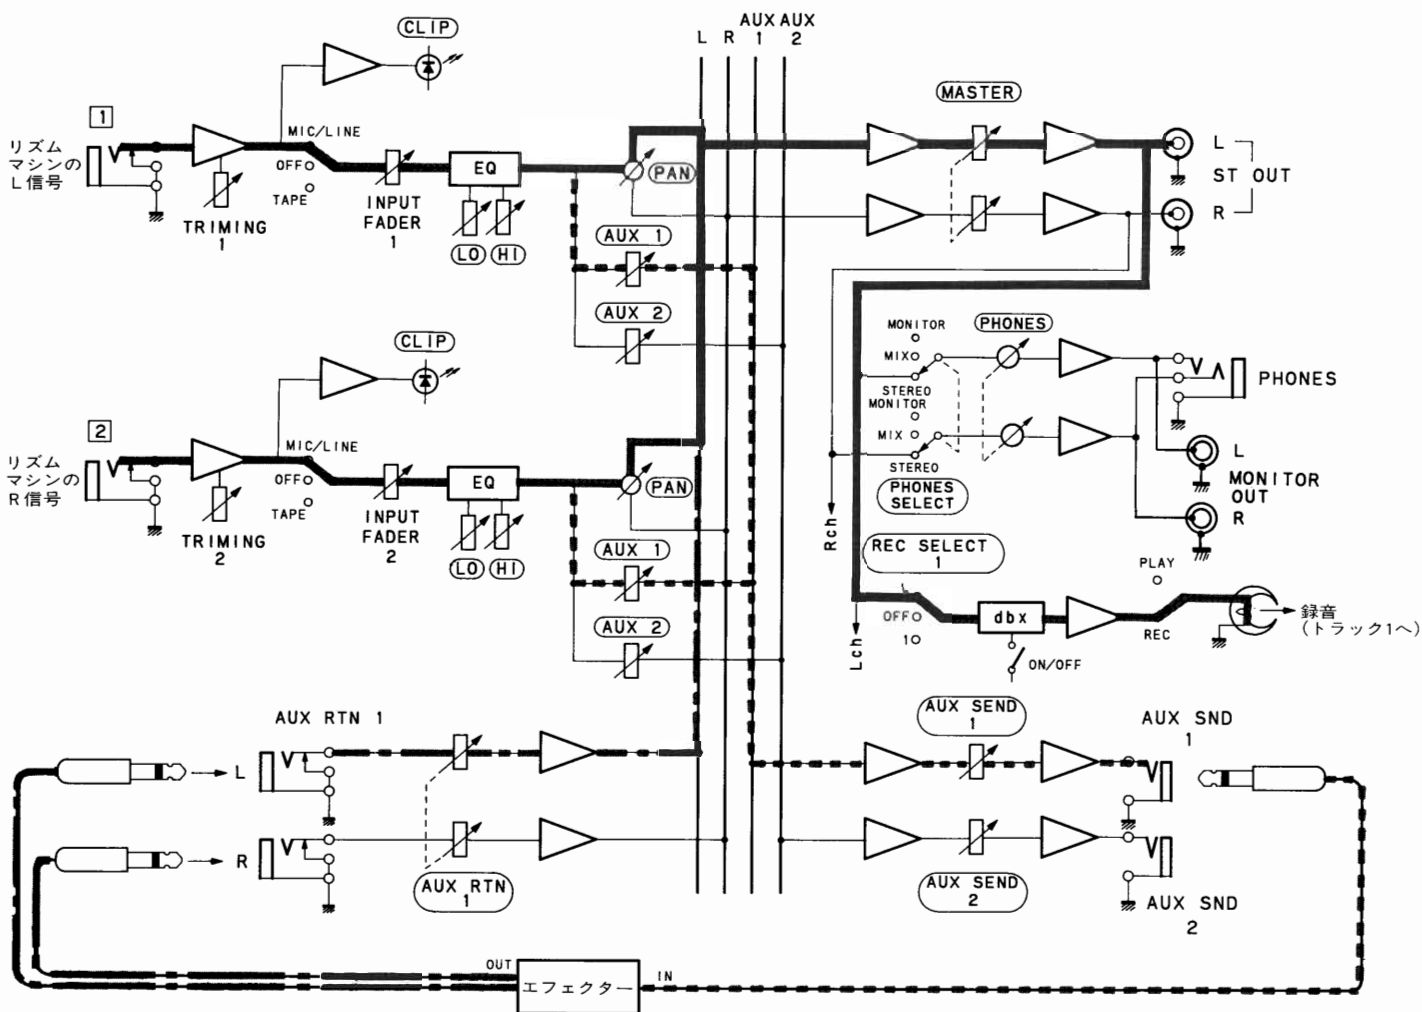 AUX AUX
L R 1 2
CLIP
MASTER
1
リズム
マシンの
L信号
MIC/LINE
OFF
TAPE
TRIMING
1
INPUT
FADER
1
EQ
LO HI
PAN
AUX 1
AUX 2
L
ST OUT
R
CLIP
2
リズム
マシンの
R信号
MIC/LINE
OFF
TAPE
TRIMING
2
INPUT
FADER
2
EQ
LO HI
PAN
AUX 1
AUX 2
MONITOR
MIX
STEREO
MONITOR
MIX
STEREO
PHONES
PHONES
SELECT
PHONES
L
MONITOR
OUT
R
Rch
Lch
REC SELECT
1
OFF
1
dbx
ON/OFF
PLAY
REC
録音
(トラック1へ)
AUX RTN 1
L
R
AUX RTN
1
AUX SEND
1
AUX SND
1
AUX SEND
2
AUX SND
2
OUT
エフェクター
IN